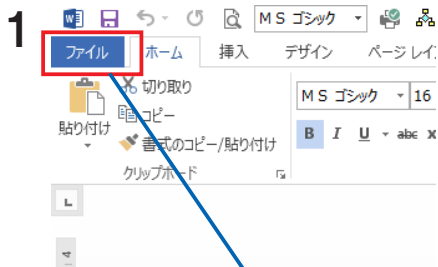 1
MS ゴシック
ファイル ホーム 挿入 デザイン ページ レイ
切り取り
コピー
貼り付け
書式のコピー/貼り付け
クリップボード
MS ゴシック 16
B I U abc x
L
4